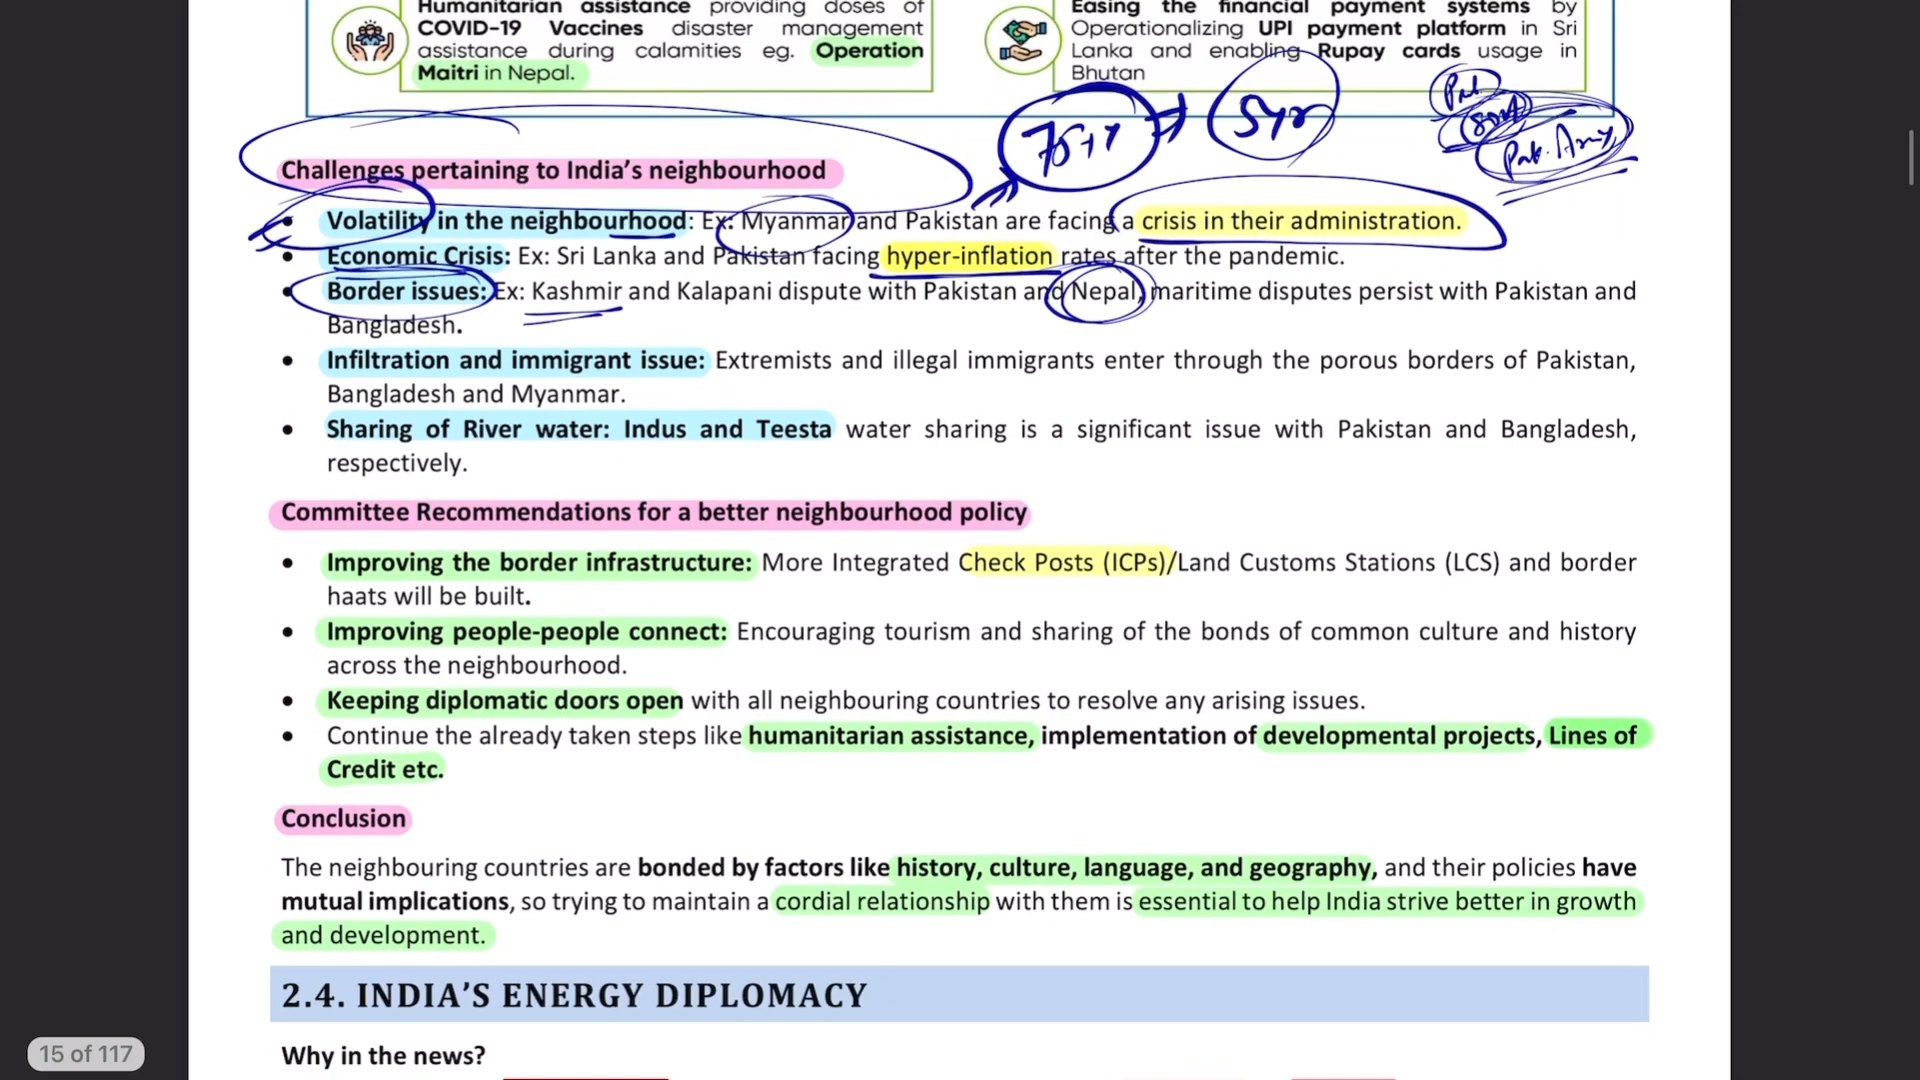 Humanitarian assistance providing doses of
COVID-19 Vaccines disaster management
assistance during calamities eg. Operation
Maitri in Nepal.
Easing the financial payment systems by
Operationalizing UPI payment platform in Sri
Lanka and enabling Rupay cards usage in
Bhutan
75+y
5yr
Pak. Army
Challenges pertaining to India’s neighbourhood
• Volatility in the neighbourhood: Ex: Myanmar and Pakistan are facing a crisis in their administration.
• Economic Crisis: Ex: Sri Lanka and Pakistan facing hyper-inflation rates after the pandemic.
• Border issues: Ex: Kashmir and Kalapani dispute with Pakistan and Nepal, maritime disputes persist with Pakistan and
Bangladesh.
• Infiltration and immigrant issue: Extremists and illegal immigrants enter through the porous borders of Pakistan,
Bangladesh and Myanmar.
• Sharing of River water: Indus and Teesta water sharing is a significant issue with Pakistan and Bangladesh,
respectively.
Committee Recommendations for a better neighbourhood policy
• Improving the border infrastructure: More Integrated Check Posts (ICPs)/Land Customs Stations (LCS) and border
haats will be built.
• Improving people-people connect: Encouraging tourism and sharing of the bonds of common culture and history
across the neighbourhood.
• Keeping diplomatic doors open with all neighbouring countries to resolve any arising issues.
• Continue the already taken steps like humanitarian assistance, implementation of developmental projects, Lines of
Credit etc.
Conclusion
The neighbouring countries are bonded by factors like history, culture, language, and geography, and their policies have
mutual implications, so trying to maintain a cordial relationship with them is essential to help India strive better in growth
and development.
2.4. INDIA’S ENERGY DIPLOMACY
15 of 117
Why in the news?